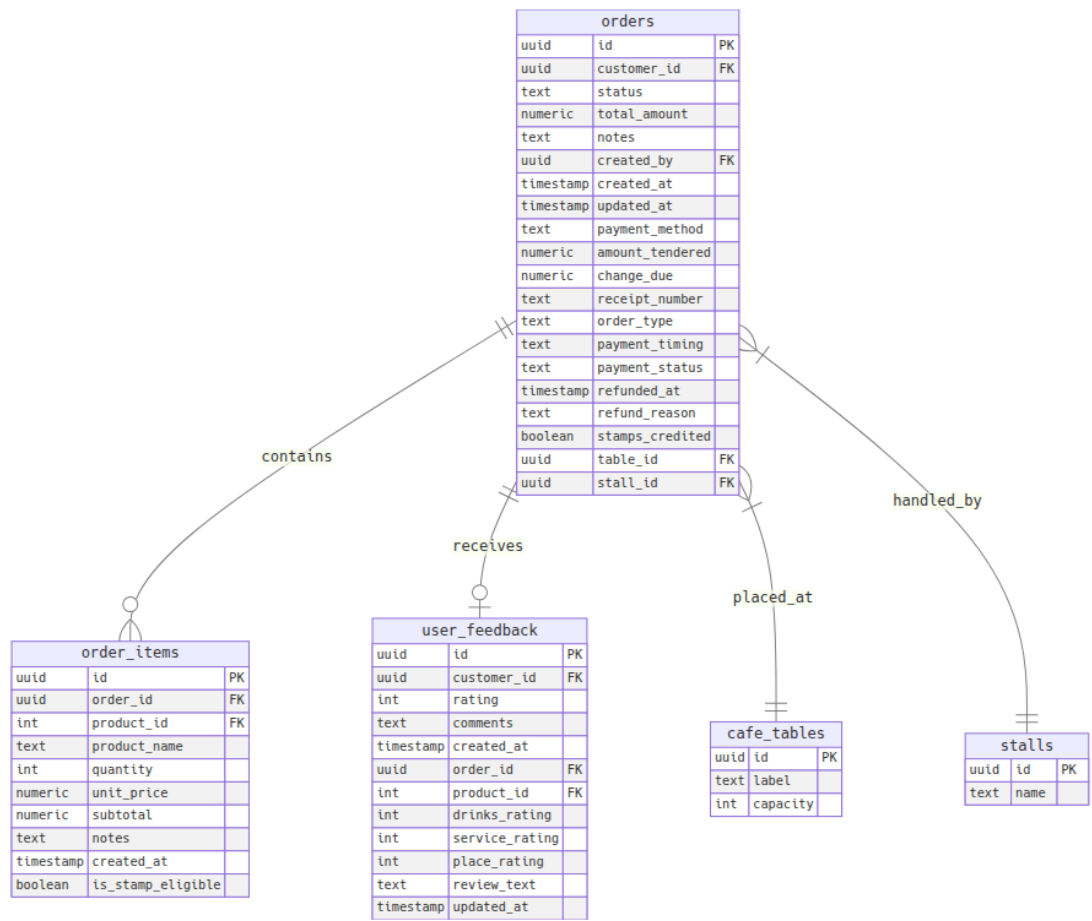 orders
uuid id PK
uuid customer_id FK
text status
numeric total_amount
text notes
uuid created_by FK
timestamp created_at
timestamp updated_at
text payment_method
numeric amount_tendered
numeric change_due
text receipt_number
text order_type
text payment_timing
text payment_status
timestamp refunded_at
text refund_reason
boolean stamps_credited
uuid table_id FK
uuid stall_id FK
contains
receives
placed_at
handled_by
order_items
uuid id PK
uuid order_id FK
int product_id FK
text product_name
int quantity
numeric unit_price
numeric subtotal
text notes
timestamp created_at
boolean is_stamp_eligible
user_feedback
uuid id PK
uuid customer_id FK
int rating
text comments
timestamp created_at
uuid order_id FK
int product_id FK
int drinks_rating
int service_rating
int place_rating
text review_text
timestamp updated_at
cafe_tables
uuid id PK
text label
int capacity
stalls
uuid id PK
text name